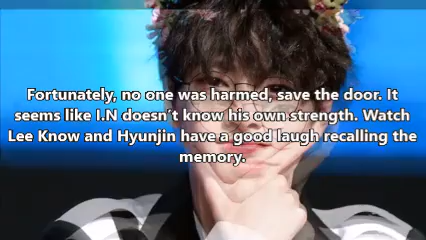 Fortunately, no one was harmed, save the door. It
seems like I.N doesn't know his own strength. Watch
Lee Know and Hyunjin have a good laugh recalling the
memory.